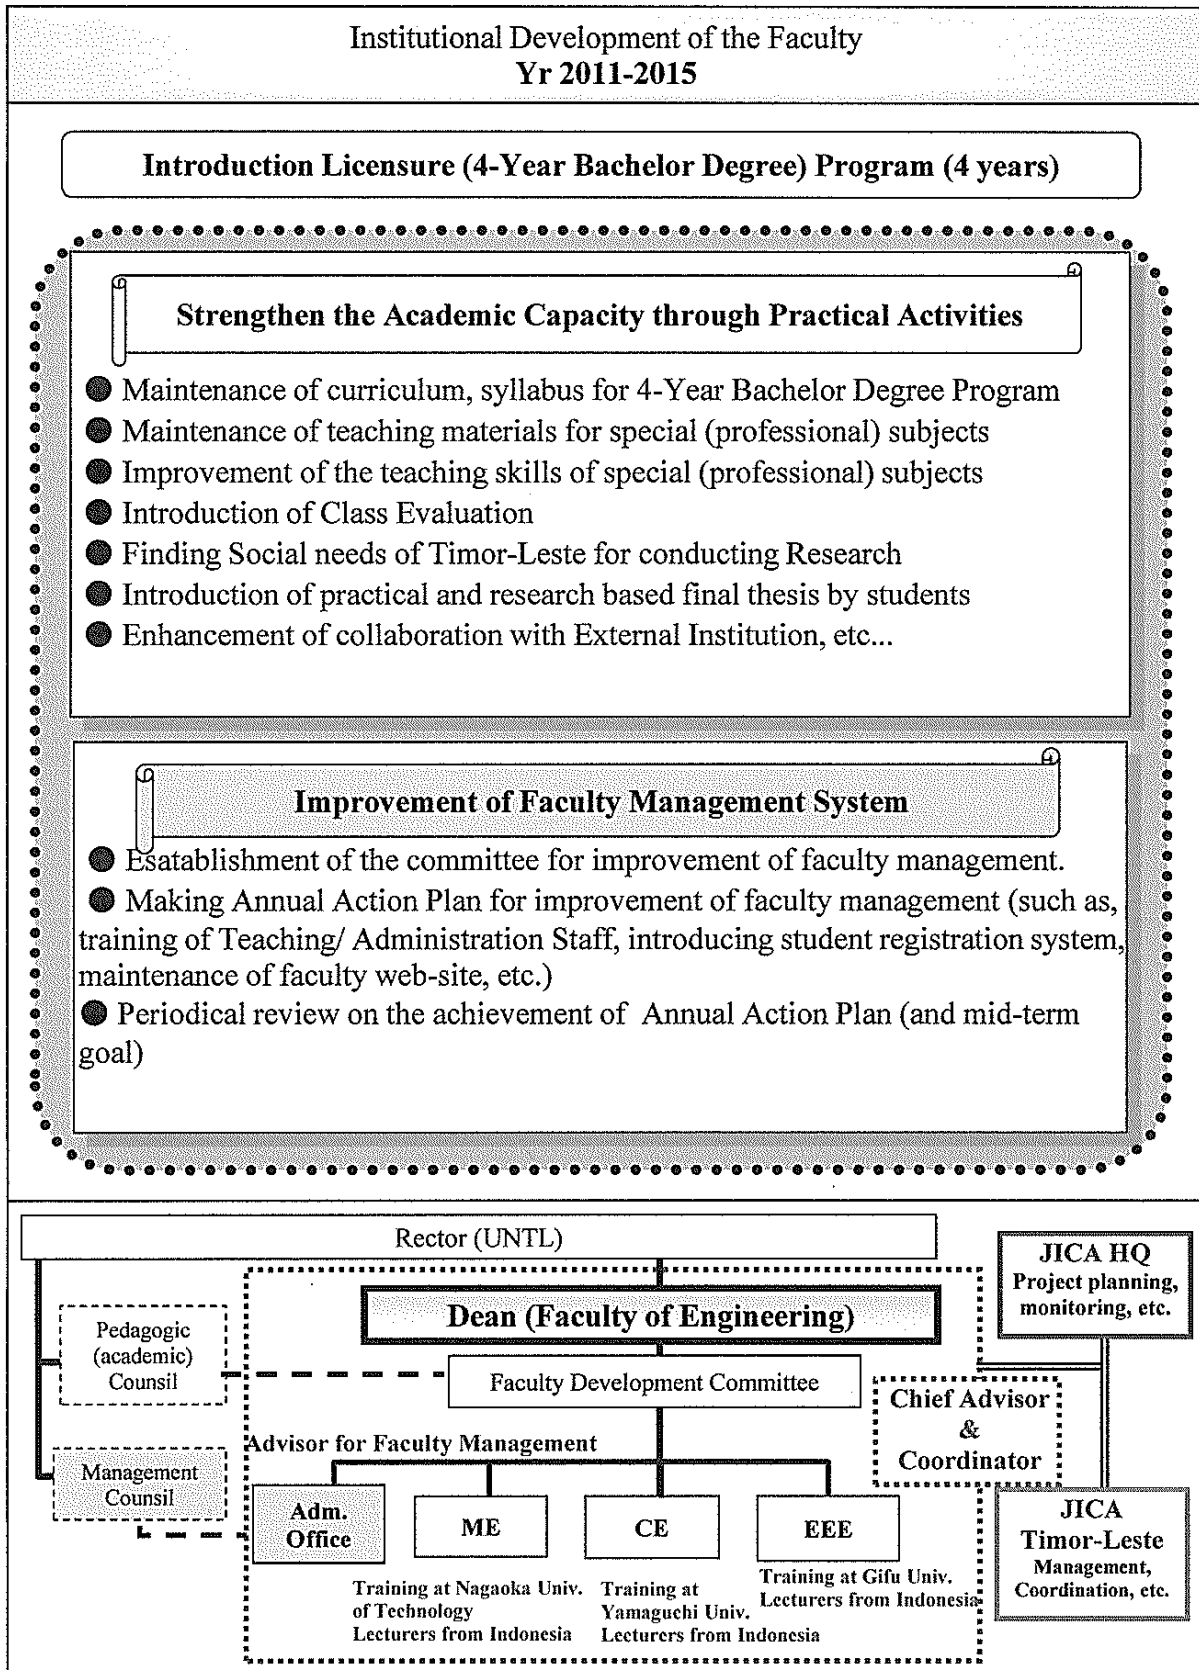 Institutional Development of the Faculty
Yr 2011-2015
Introduction Licensure (4-Year Bachelor Degree) Program (4 years)
Strengthen the Academic Capacity through Practical Activities
● Maintenance of curriculum, syllabus for 4-Year Bachelor Degree Program
● Maintenance of teaching materials for special (professional) subjects
● Improvement of the teaching skills of special (professional) subjects
● Introduction of Class Evaluation
● Finding Social needs of Timor-Leste for conducting Research
● Introduction of practical and research based final thesis by students
● Enhancement of collaboration with External Institution, etc...
Improvement of Faculty Management System
● Esatablishment of the committee for improvement of faculty management.
● Making Annual Action Plan for improvement of faculty management (such as,
training of Teaching/ Administration Staff, introducing student registration system,
maintenance of faculty web-site, etc.)
● Periodical review on the achievement of Annual Action Plan (and mid-term
goal)
Rector (UNTL)
JICA HQ
Project planning,
monitoring, etc.
Dean (Faculty of Engineering)
Pedagogic
(academic)
Counsil
Faculty Development Committee
Chief Advisor
&
Coordinator
Advisor for Faculty Management
Management
Counsil
Adm.
Office
ME
CE
EEE
JICA
Timor-Leste
Management,
Coordination, etc.
Training at Nagaoka Univ.
of Technology
Lecturers from Indonesia
Training at
Yamaguchi Univ.
Lecturers from Indonesia
Training at Gifu Univ.
Lecturers from Indonesia